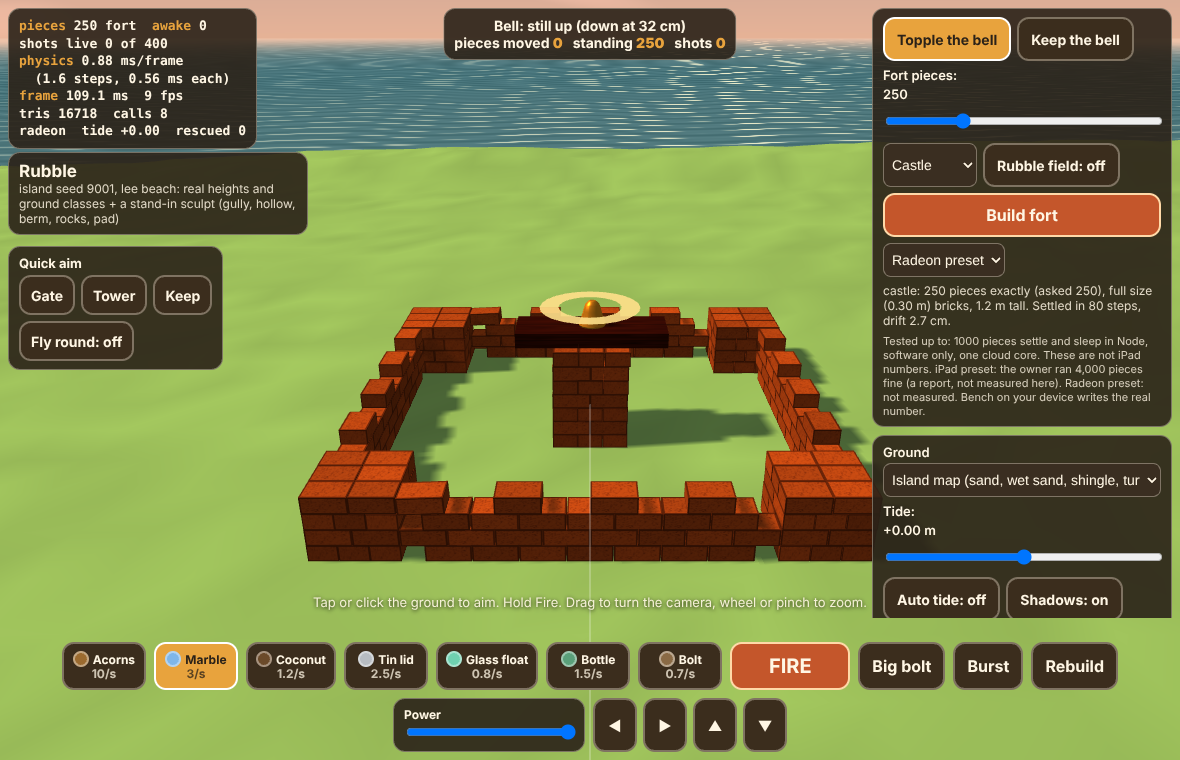 pieces 250 fort awake 0
shots live 0 of 400
physics 0.88 ms/frame
(1.6 steps, 0.56 ms each)
frame 109.1 ms 9 fps
tris 16718 calls 8
radeon tide +0.00 rescued 0
Rubble
island seed 9001, lee beach: real heights and
ground classes + a stand-in sculpt (gully, hollow,
berm, rocks, pad)
Quick aim
Gate Tower Keep
Fly round: off
Bell: still up (down at 32 cm)
pieces moved 0 standing 250 shots 0
Topple the bell Keep the bell
Fort pieces:
250
Castle Rubble field: off
Build fort
Radeon preset
castle: 250 pieces exactly (asked 250), full size
(0.30 m) bricks, 1.2 m tall. Settled in 80 steps,
drift 2.7 cm.
Tested up to: 1000 pieces settle and sleep in Node,
software only, one cloud core. These are not iPad
numbers. iPad preset: the owner ran 4,000 pieces
fine (a report, not measured here). Radeon preset:
not measured. Bench on your device writes the real
number.
Ground
Island map (sand, wet sand, shingle, tur
Tide:
+0.00 m
Auto tide: off Shadows: on
Tap or click the ground to aim. Hold Fire. Drag to turn the camera, wheel or pinch to zoom.
Acorns Marble Coconut Tin lid Glass float Bottle Bolt
10/s 3/s 1.2/s 2.5/s 0.8/s 1.5/s 0.7/s
FIRE Big bolt Burst Rebuild
Power